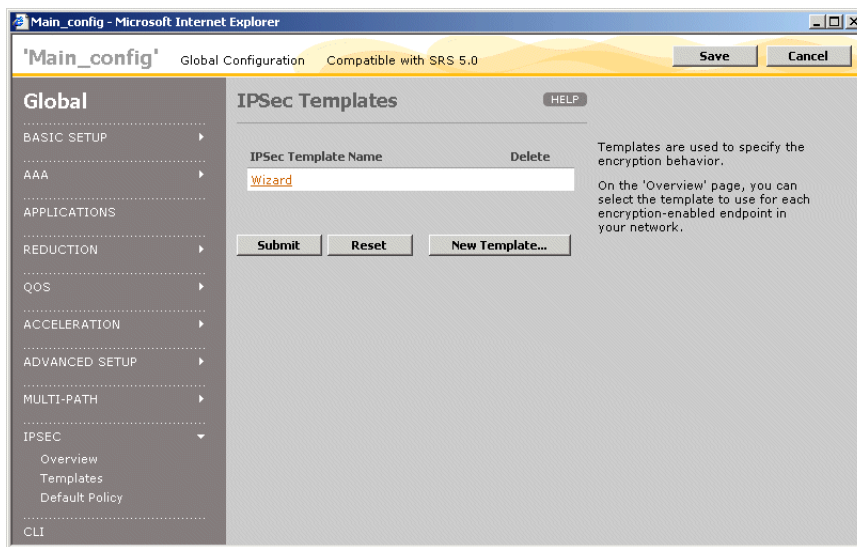 Main_config - Microsoft Internet Explorer
'Main_config' Global Configuration Compatible with SRS 5.0 Save Cancel
Global
BASIC SETUP
AAA
APPLICATIONS
REDUCTION
QOS
ACCELERATION
ADVANCED SETUP
MULTI-PATH
IPSEC
Overview
Templates
Default Policy
CLI
IPSec Templates HELP
IPSec Template Name Delete
Wizard
Submit Reset New Template...
Templates are used to specify the
encryption behavior.
On the 'Overview' page, you can
select the template to use for each
encryption-enabled endpoint in
your network.